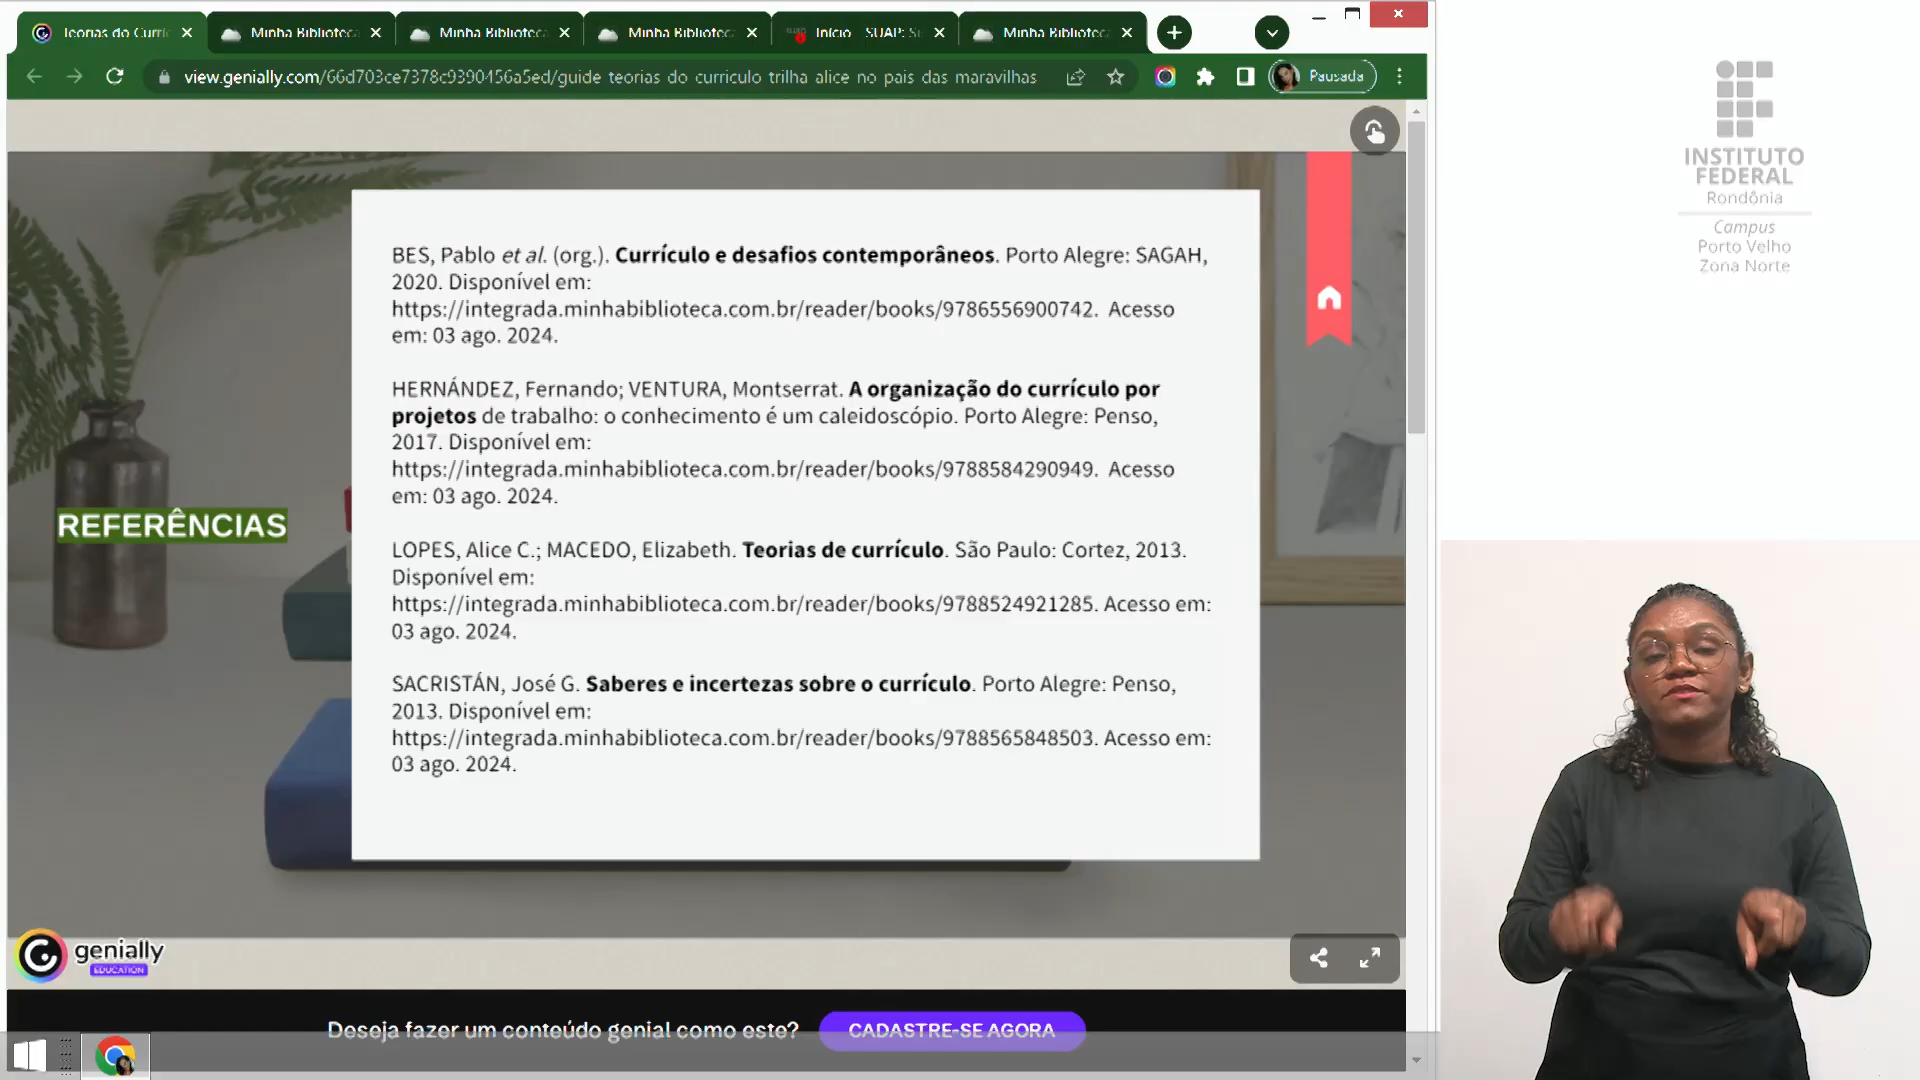 Teorias do Curríc
Minha Biblioteca
Minha Biblioteca
Minha Biblioteca
Início - SUAP: S
Minha Biblioteca
view.genially.com/66d703ce7378c9390456a5ed/guide teorias do curriculo trilha alice no pais das maravilhas
Pausada
INSTITUTO
FEDERAL
Rondônia
Campus
Porto Velho
Zona Norte
BES, Pablo et al. (org.). Currículo e desafios contemporâneos. Porto Alegre: SAGAH,
2020. Disponível em:
https://integrada.minhabiblioteca.com.br/reader/books/9786556900742. Acesso
em: 03 ago. 2024.
HERNÁNDEZ, Fernando; VENTURA, Montserrat. A organização do currículo por
projetos de trabalho: o conhecimento é um caleidoscópio. Porto Alegre: Penso,
2017. Disponível em:
https://integrada.minhabiblioteca.com.br/reader/books/9788584290949. Acesso
em: 03 ago. 2024.
REFERÊNCIAS
LOPES, Alice C.; MACEDO, Elizabeth. Teorias de currículo. São Paulo: Cortez, 2013.
Disponível em:
https://integrada.minhabiblioteca.com.br/reader/books/9788524921285. Acesso em:
03 ago. 2024.
SACRISTÁN, José G. Saberes e incertezas sobre o currículo. Porto Alegre: Penso,
2013. Disponível em:
https://integrada.minhabiblioteca.com.br/reader/books/9788565848503. Acesso em:
03 ago. 2024.
genially
EDUCATION
Deseja fazer um conteúdo genial como este?
CADASTRE-SE AGORA